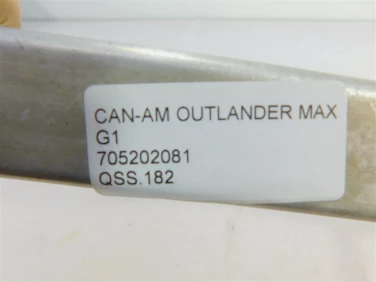 CAN-AM OUTLANDER MAX
G1
705202081
QSS.182